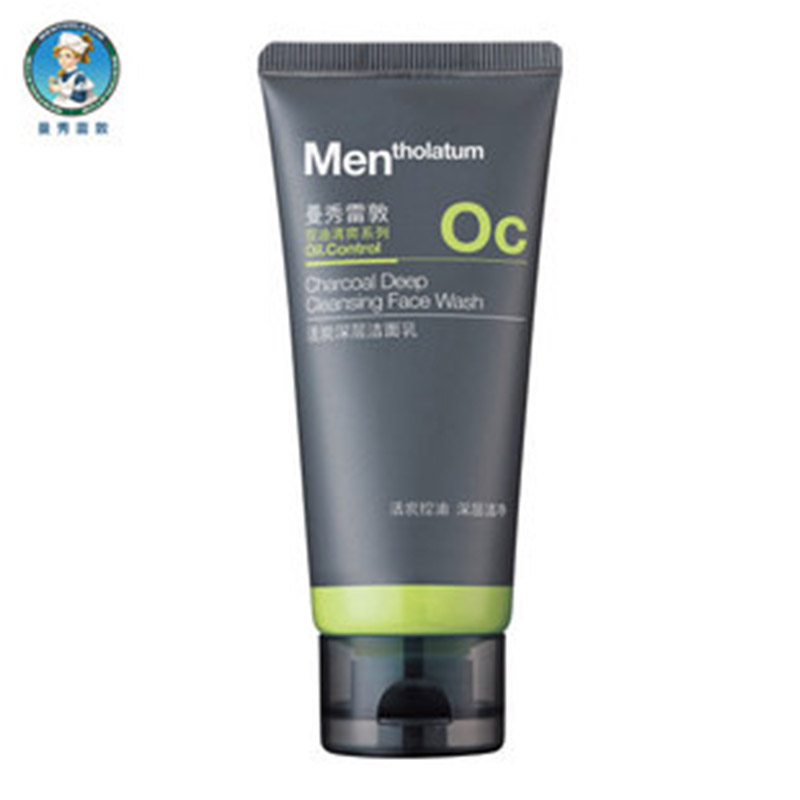 MENTHOLATUM
曼秀雷敦
Mentholatum
曼秀雷敦
控油清爽系列
Oil.Control
Oc
Charcoal Deep
Cleansing Face Wash
活炭深层洁面乳
活炭控油 深层洁净